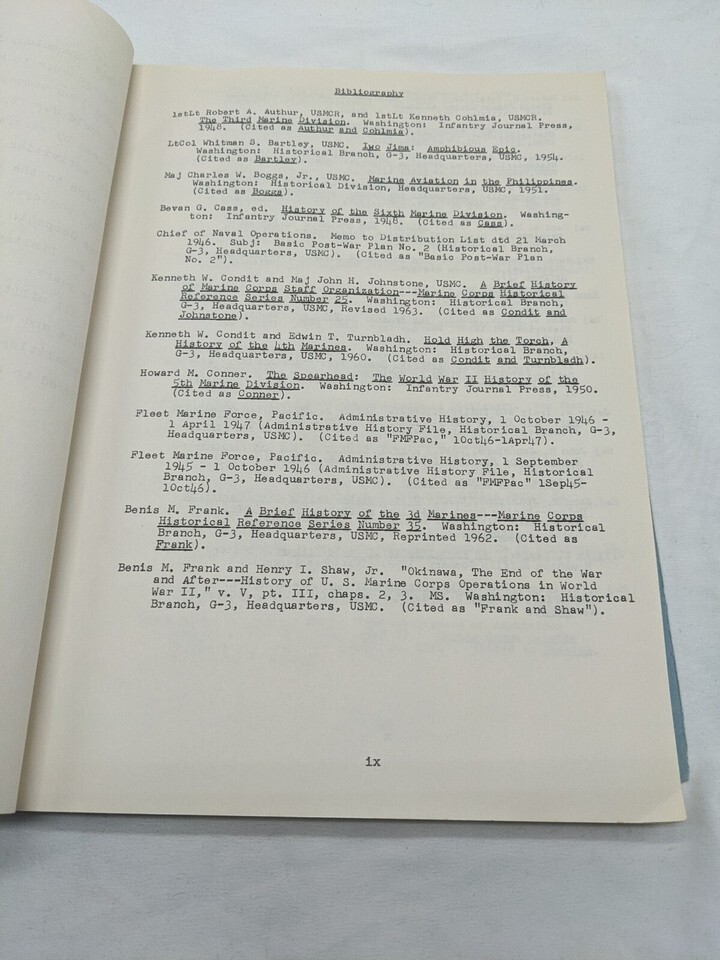 Bibliography
1stLt Robert A. Authur, USMCR, and 1stLt Kenneth Cohlmia, USMCR.
The Third Marine Division. Washington: Infantry Journal Press,
1948. (Cited as Authur and Cohlmia).
LtCol Whitman S. Bartley, USMC. Iwo Jima: Amphibious Epic.
Washington: Historical Branch, G-3, Headquarters, USMC, 1954.
(Cited as Bartley).
Maj Charles W. Boggs, Jr., USMC. Marine Aviation in the Philippines.
Washington: Historical Division, Headquarters, USMC, 1951.
(Cited as Boggs).
Bevan G. Cass, ed. History of the Sixth Marine Division. Washing-
ton: Infantry Journal Press, 1948. (Cited as Cass).
Chief of Naval Operations. Memo to Distribution List dtd 21 March
1946. Subj: Basic Post-War Plan No. 2 (Historical Branch,
G-3, Headquarters, USMC). (Cited as "Basic Post-War Plan
No. 2").
Kenneth W. Condit and Maj John H. Johnstone, USMC. A Brief History
of Marine Corps Staff Organization---Marine Corps Historical
Reference Series Number 25. Washington: Historical Branch,
G-3, Headquarters, USMC, Revised 1963. (Cited as Condit and
Johnstone).
Kenneth W. Condit and Edwin T. Turnbladh. Hold High the Torch, A
History of the 4th Marines. Washington: Historical Branch,
G-3, Headquarters, USMC, 1960. (Cited as Condit and Turnbladh).
Howard M. Conner. The Spearhead: The World War II History of the
5th Marine Division. Washington: Infantry Journal Press, 1950.
(Cited as Conner).
Fleet Marine Force, Pacific. Administrative History, 1 October 1946 -
1 April 1947 (Administrative History File, Historical Branch, G-3,
Headquarters, USMC). (Cited as "FMFPac," 1Oct46-1Apr47).
Fleet Marine Force, Pacific. Administrative History, 1 September
1945 - 1 October 1946 (Administrative History File, Historical
Branch, G-3, Headquarters, USMC). (Cited as "FMFPac" 1Sep45-
1Oct46).
Benis M. Frank. A Brief History of the 3d Marines---Marine Corps
Historical Reference Series Number 35. Washington: Historical
Branch, G-3, Headquarters, USMC, Reprinted 1962. (Cited as
Frank).
Benis M. Frank and Henry I. Shaw, Jr. "Okinawa, The End of the War
and After---History of U. S. Marine Corps Operations in World
War II," v. V, pt. III, chaps. 2, 3. MS. Washington: Historical
Branch, G-3, Headquarters, USMC. (Cited as "Frank and Shaw").
ix